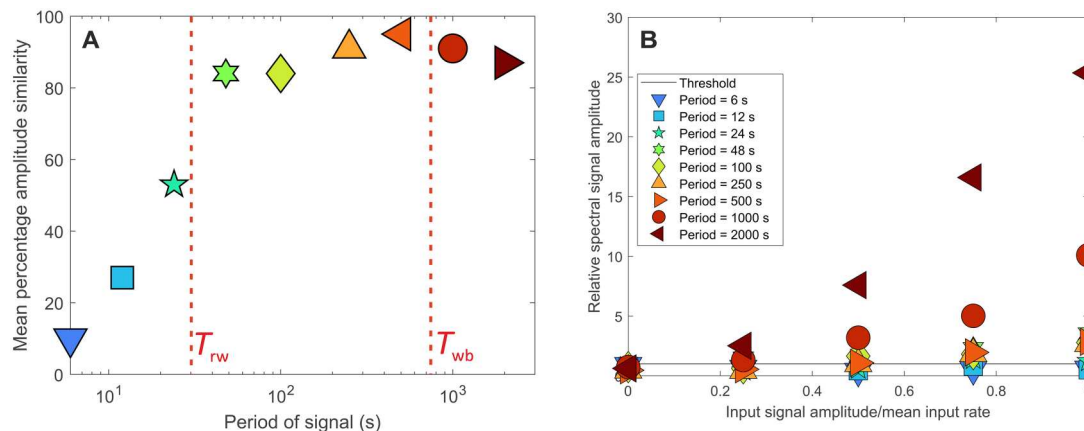 A
Mean percentage amplitude similarity
100
80
60
40
20
0
T_rw
T_wb
10^1
10^2
10^3
Period of signal (s)
B
Relative spectral signal amplitude
30
25
20
15
10
5
1
Threshold
Period = 6 s
Period = 12 s
Period = 24 s
Period = 48 s
Period = 100 s
Period = 250 s
Period = 500 s
Period = 1000 s
Period = 2000 s
0
0.2
0.4
0.6
0.8
Input signal amplitude/mean input rate